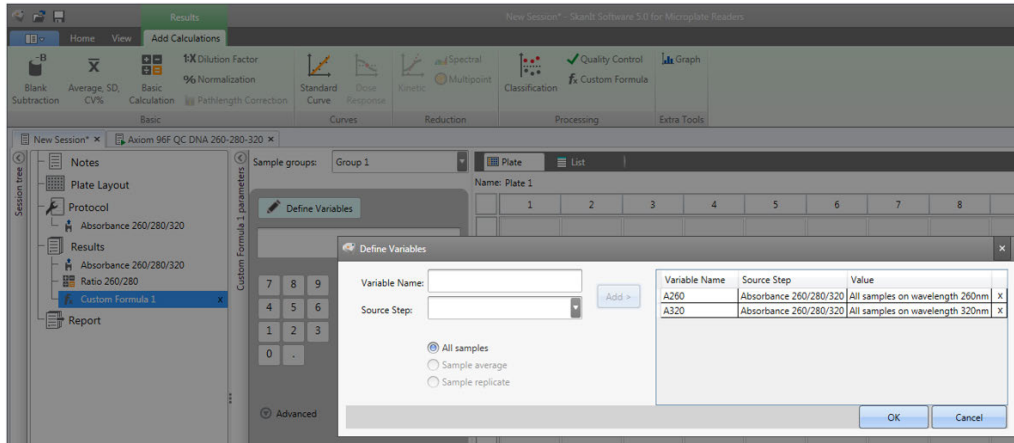 Results
New Session* - SkanIt Software 5.0 for Microplate Readers
Home View Add Calculations
-B
Blank Subtraction
x
Average, SD, CV%
Basic Calculation
1:X Dilution Factor
% Normalization
Pathlength Correction
Basic
Standard Curve
Dose Response
Curves
Kinetic
Spectral
Multipoint
Reduction
Classification
Quality Control
fx Custom Formula
Processing
Graph
Extra Tools
New Session* x
Axiom 96F QC DNA 260-280-320 x
Session tree
Notes
Plate Layout
Protocol
Absorbance 260/280/320
Results
Absorbance 260/280/320
Ratio 260/280
fx Custom Formula 1 x
Report
Custom Formula 1 parameters
Sample groups: Group 1
Define Variables
7 8 9
4 5 6
1 2 3
0 .
Advanced
Plate List
Name: Plate 1
1 2 3 4 5 6 7 8
Define Variables x
Variable Name:
Source Step:
Add >
All samples
Sample average
Sample replicate
Variable Name Source Step Value
A260 Absorbance 260/280/320 All samples on wavelength 260nm x
A320 Absorbance 260/280/320 All samples on wavelength 320nm x
OK Cancel